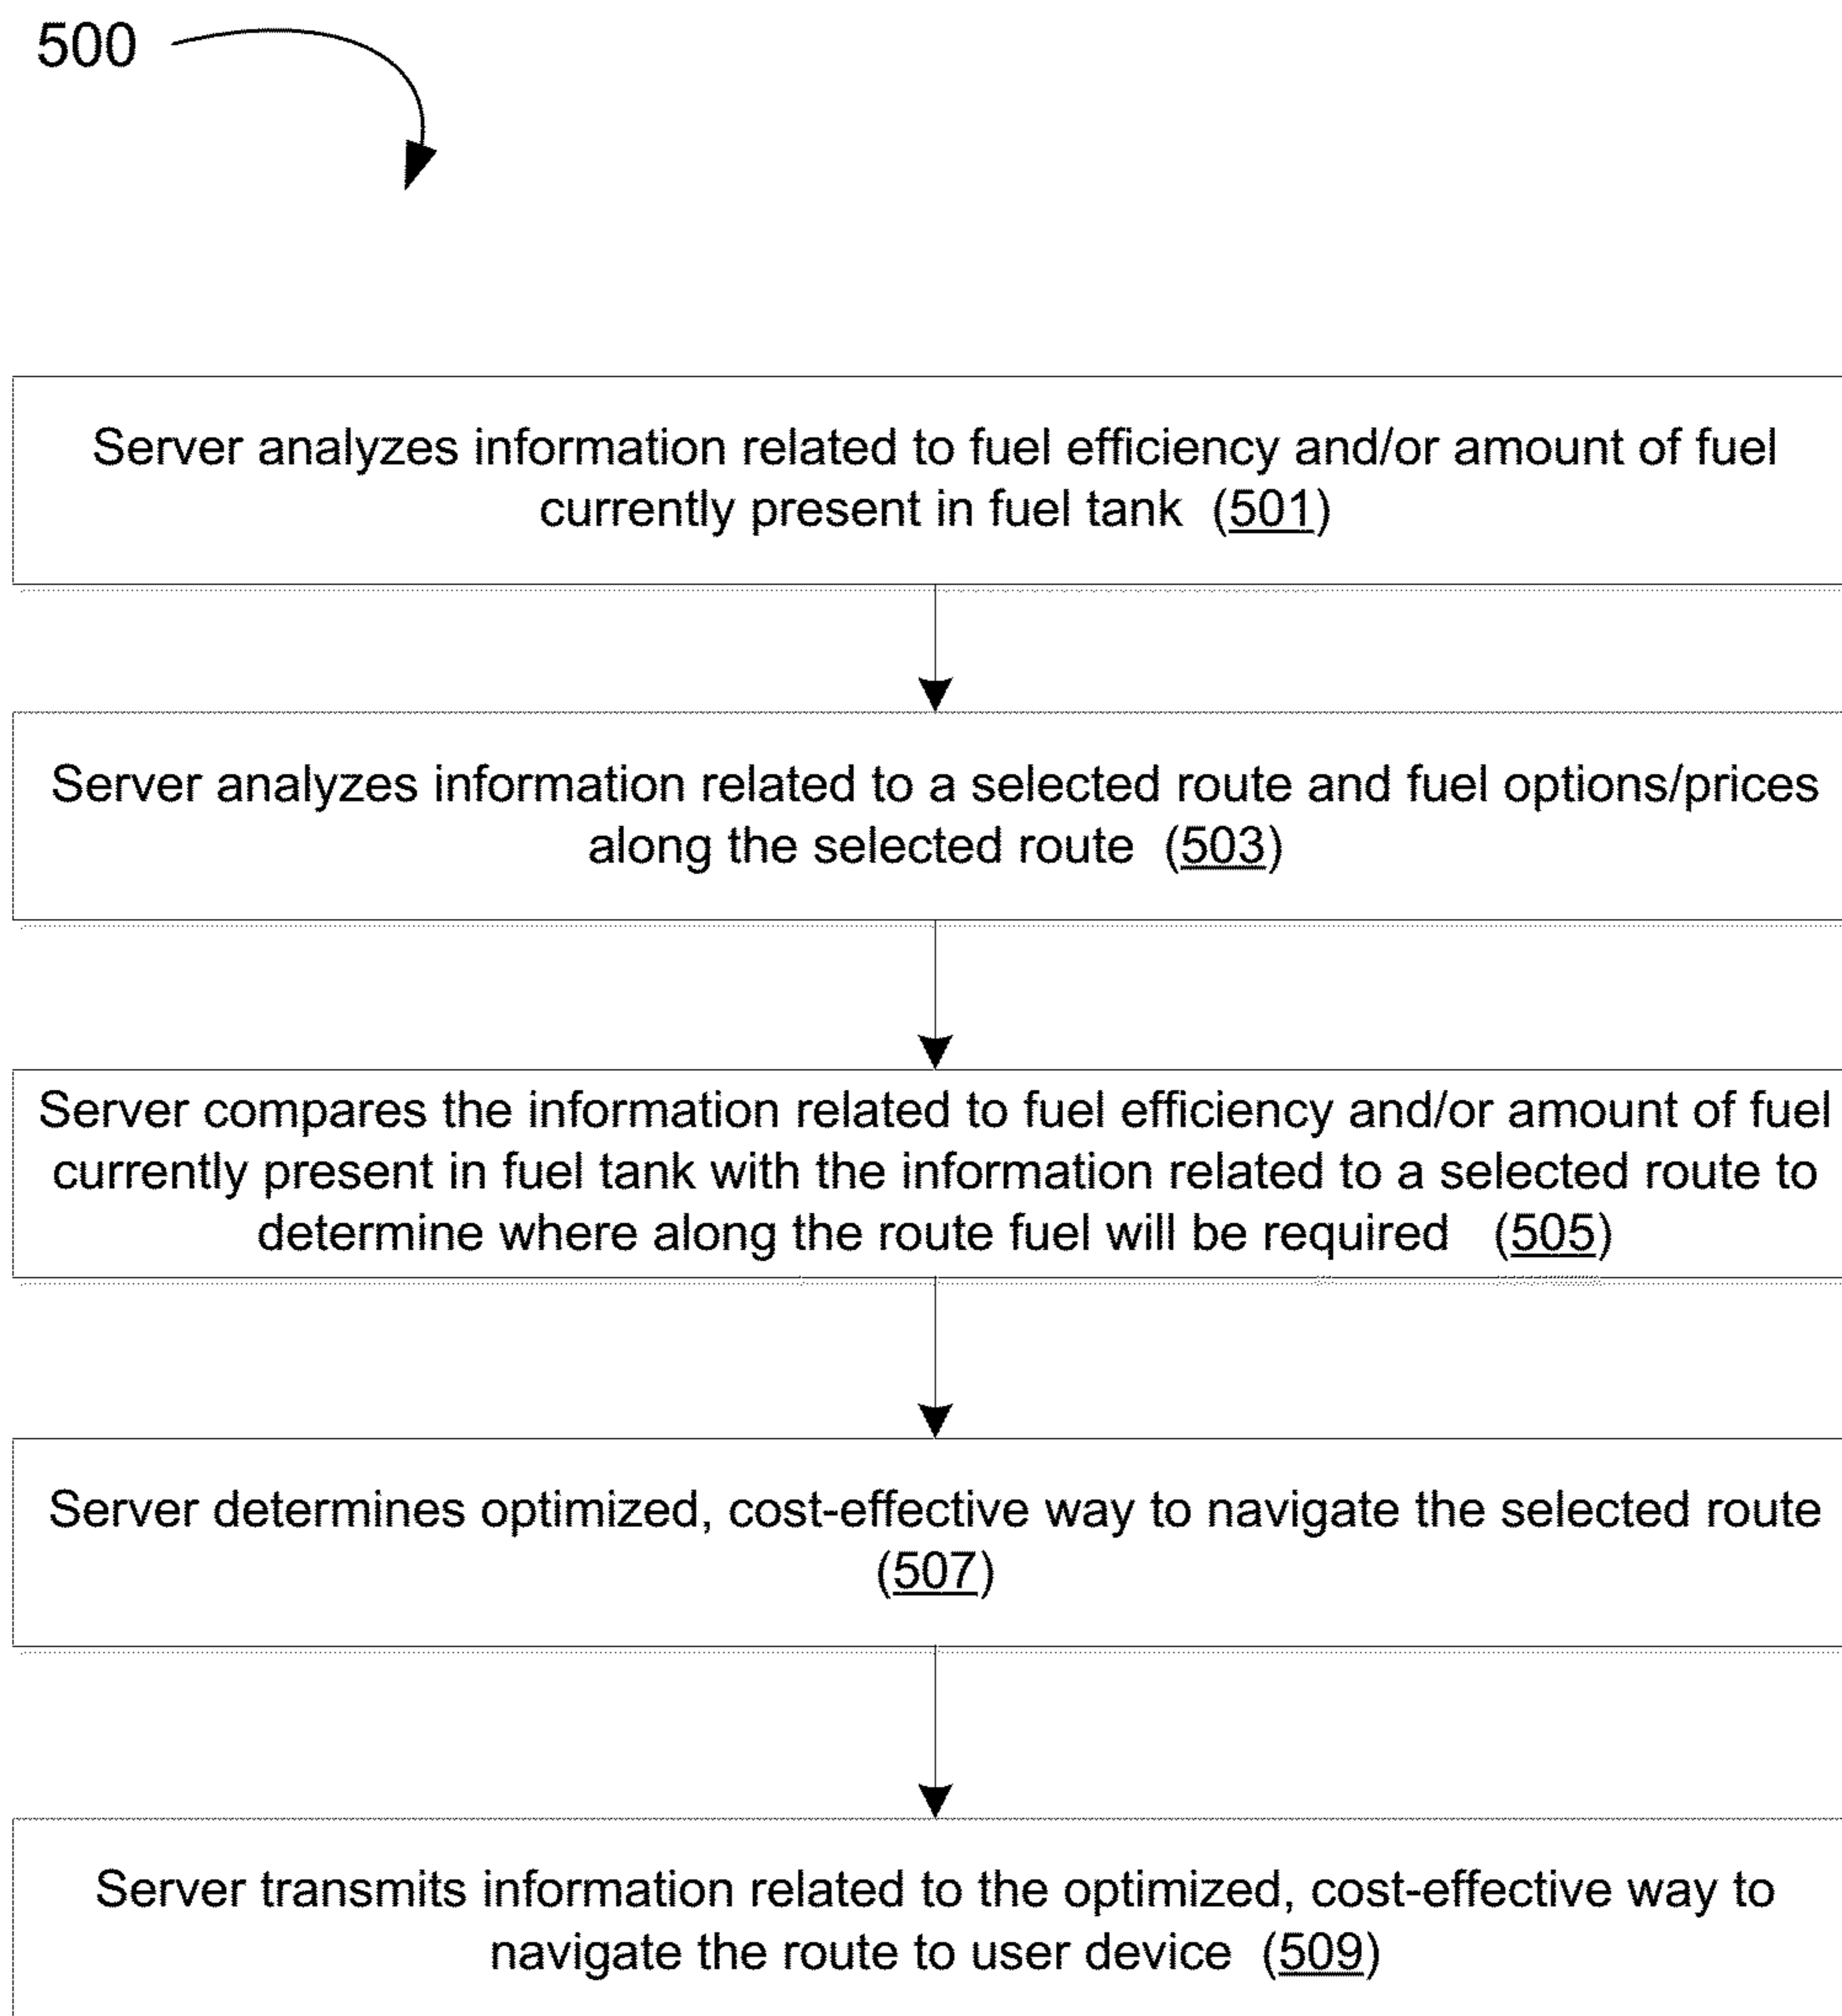 500
Server analyzes information related to fuel efficiency and/or amount of fuel
currently present in fuel tank (501)
Server analyzes information related to a selected route and fuel options/prices
along the selected route (503)
Server compares the information related to fuel efficiency and/or amount of fuel
currently present in fuel tank with the information related to a selected route to
determine where along the route fuel will be required (505)
Server determines optimized, cost-effective way to navigate the selected route
(507)
Server transmits information related to the optimized, cost-effective way to
navigate the route to user device (509)